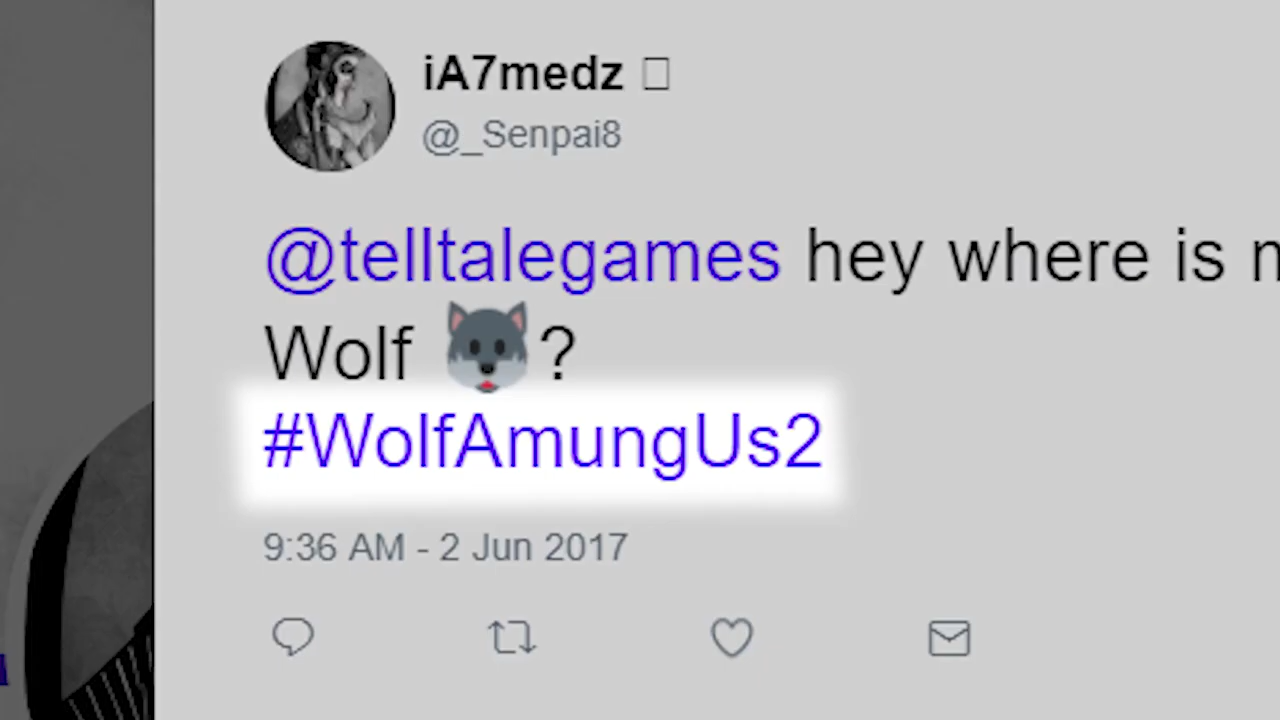 iA7medz
@_Senpai8
@telltalegames hey where is
Wolf 🐺?
#WolfAmungUs2
9:36 AM - 2 Jun 2017